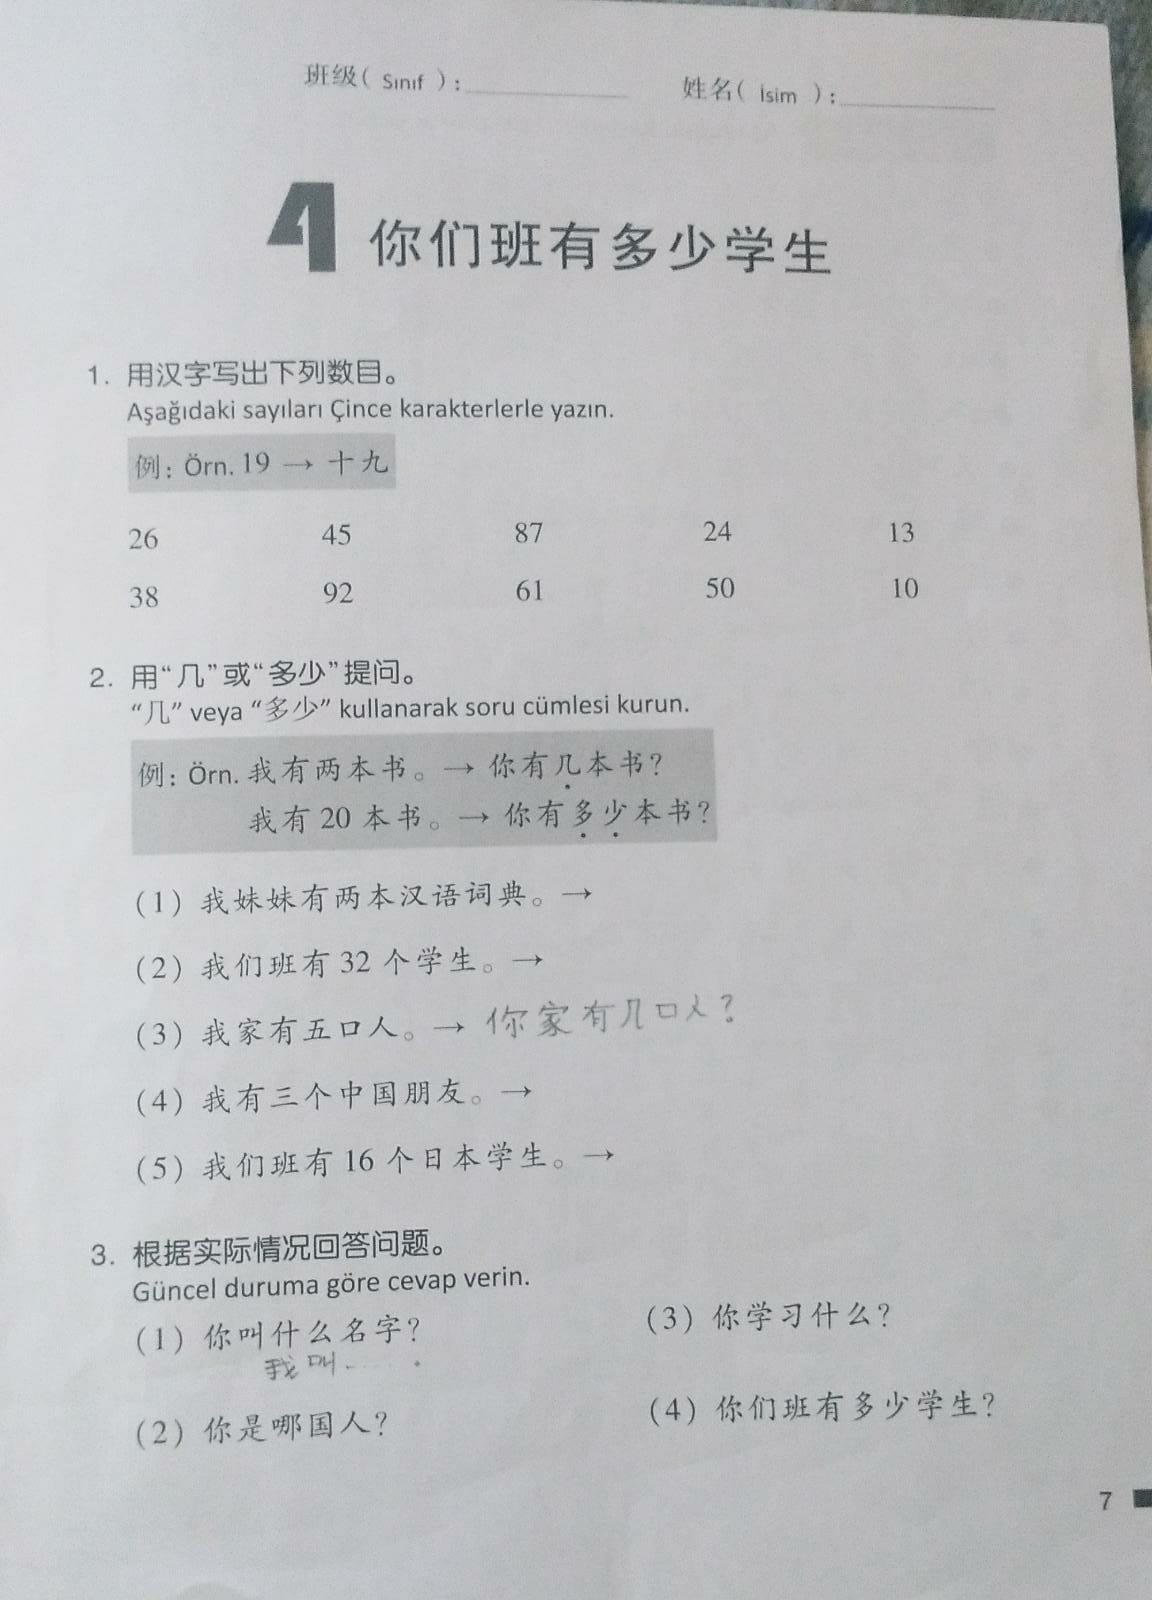 班级( Sınıf )：____________ 姓名( İsim )：____________
4 你们班有多少学生
1. 用汉字写出下列数目。
Aşağıdaki sayıları Çince karakterlerle yazın.
例：Örn. 19 → 十九
26 45 87 24 13
38 92 61 50 10
2. 用“几”或“多少”提问。
“几” veya “多少” kullanarak soru cümlesi kurun.
例：Örn. 我有两本书。→ 你有几本书？
我有 20 本书。→ 你有多少本书？
(1) 我妹妹有两本汉语词典。→
(2) 我们班有 32 个学生。→
(3) 我家有五口人。→ 你家有几口人？
(4) 我有三个中国朋友。→
(5) 我们班有 16 个日本学生。→
3. 根据实际情况回答问题。
Güncel duruma göre cevap verin.
(1) 你叫什么名字？
我叫......
(2) 你是哪国人？
(3) 你学习什么？
(4) 你们班有多少学生？
7